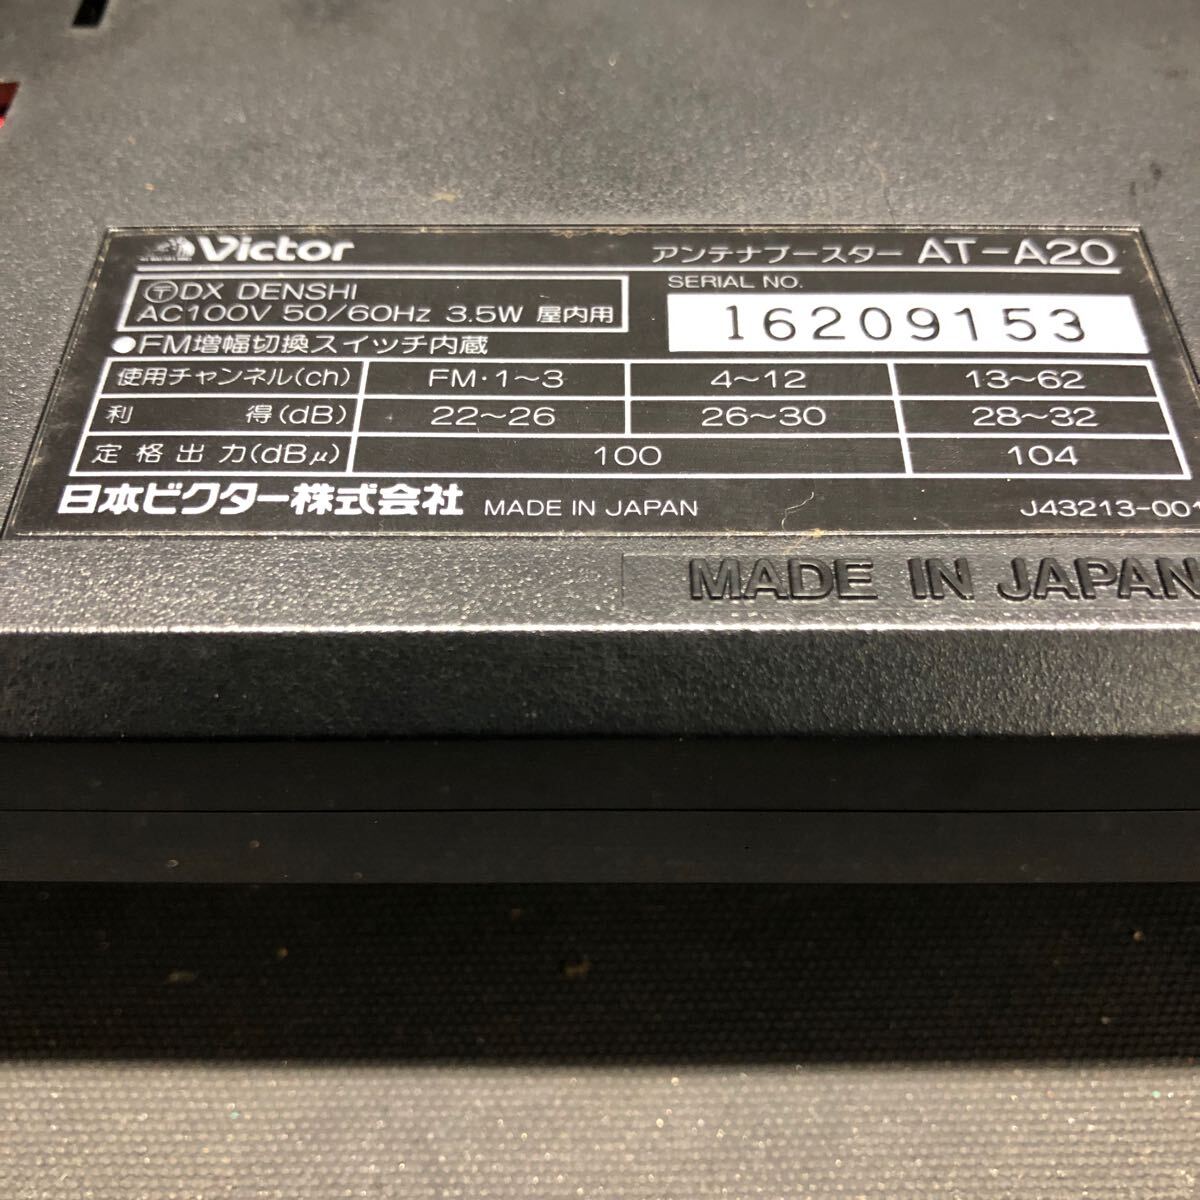 Victor アンテナブースター AT-A20
〒DX DENSHI
AC100V 50/60Hz 3.5W 屋内用
SERIAL NO.
16209153
●FM増幅切換スイッチ内蔵
使用チャンネル(ch) FM・1〜3 4〜12 13〜62
利得(dB) 22〜26 26〜30 28〜32
定格出力(dBμ) 100 104
日本ビクター株式会社 MADE IN JAPAN J43213-001
MADE IN JAPAN